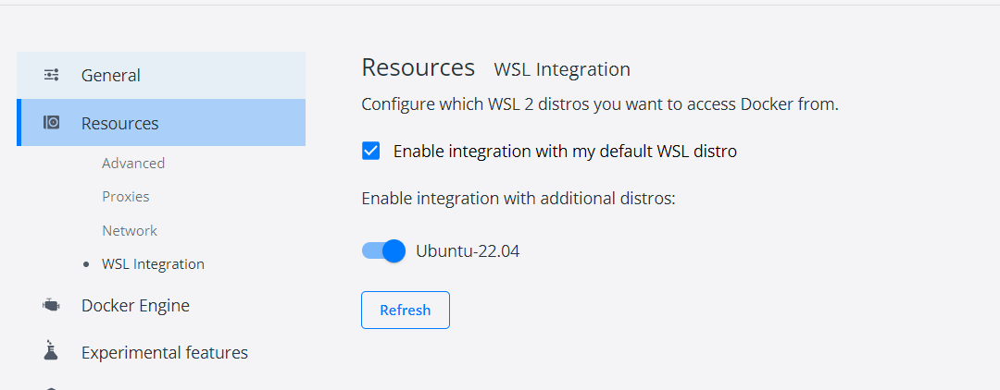 General
Resources
Advanced
Proxies
Network
WSL Integration
Docker Engine
Experimental features
Resources WSL Integration
Configure which WSL 2 distros you want to access Docker from.
Enable integration with my default WSL distro
Enable integration with additional distros:
Ubuntu-22.04
Refresh